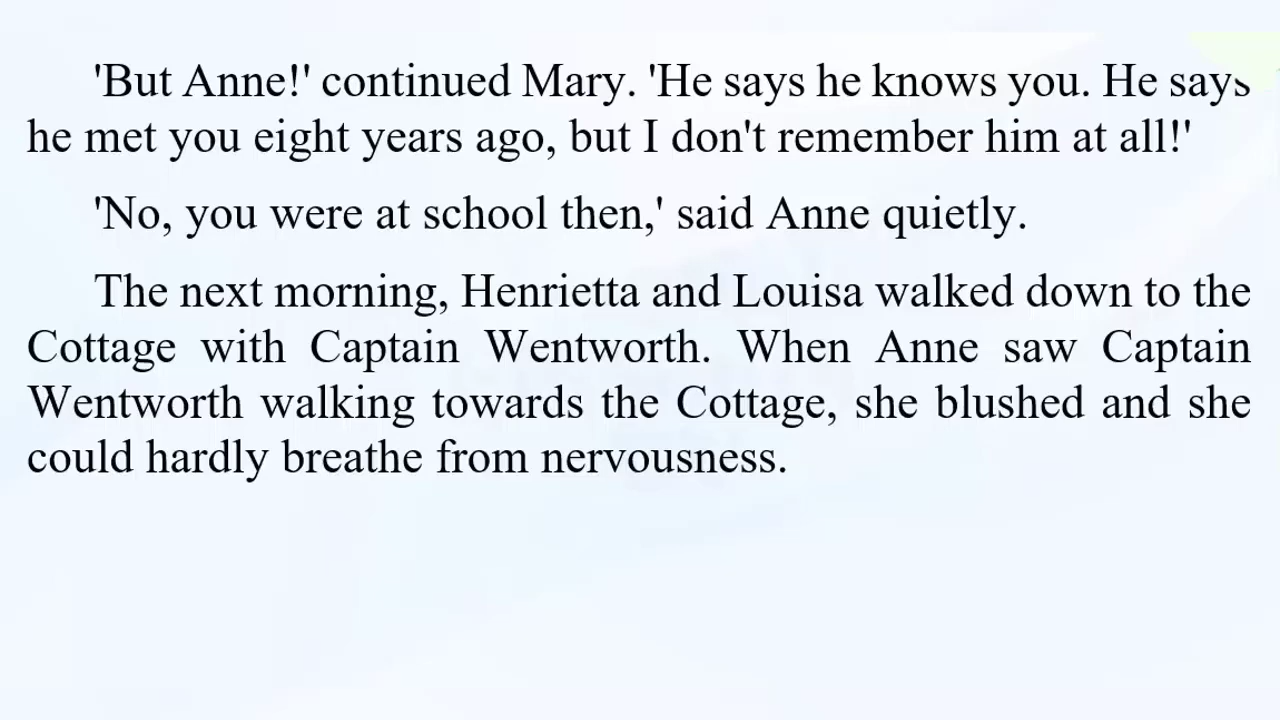 'But Anne!' continued Mary. 'He says he knows you. He says
he met you eight years ago, but I don't remember him at all!'
'No, you were at school then,' said Anne quietly.
The next morning, Henrietta and Louisa walked down to the
Cottage with Captain Wentworth. When Anne saw Captain
Wentworth walking towards the Cottage, she blushed and she
could hardly breathe from nervousness.